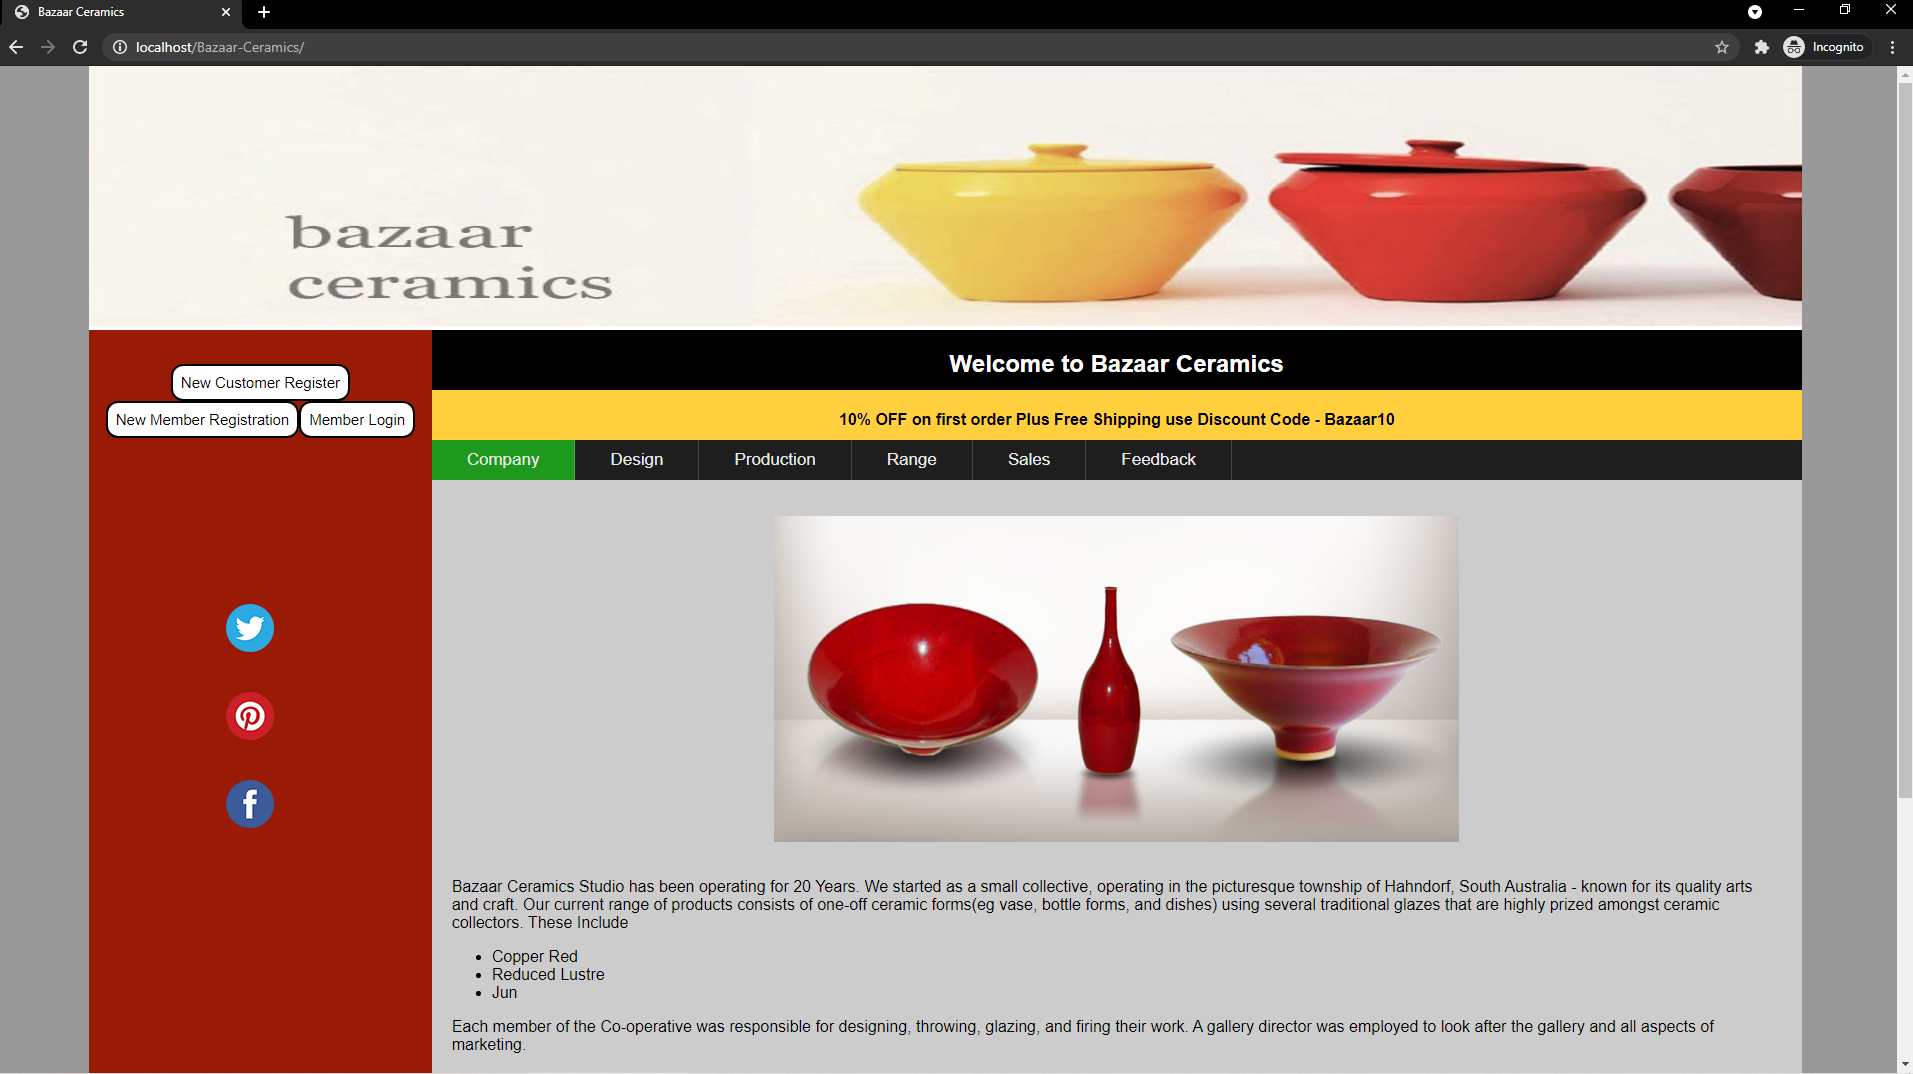 Bazaar Ceramics
localhost/Bazaar-Ceramics/
Incognito
bazaar
ceramics
New Customer Register
New Member Registration
Member Login
Welcome to Bazaar Ceramics
10% OFF on first order Plus Free Shipping use Discount Code - Bazaar10
Company
Design
Production
Range
Sales
Feedback
Bazaar Ceramics Studio has been operating for 20 Years. We started as a small collective, operating in the picturesque township of Hahndorf, South Australia - known for its quality arts
and craft. Our current range of products consists of one-off ceramic forms(eg vase, bottle forms, and dishes) using several traditional glazes that are highly prized amongst ceramic
collectors. These Include
• Copper Red
• Reduced Lustre
• Jun
Each member of the Co-operative was responsible for designing, throwing, glazing, and firing their work. A gallery director was employed to look after the gallery and all aspects of
marketing.